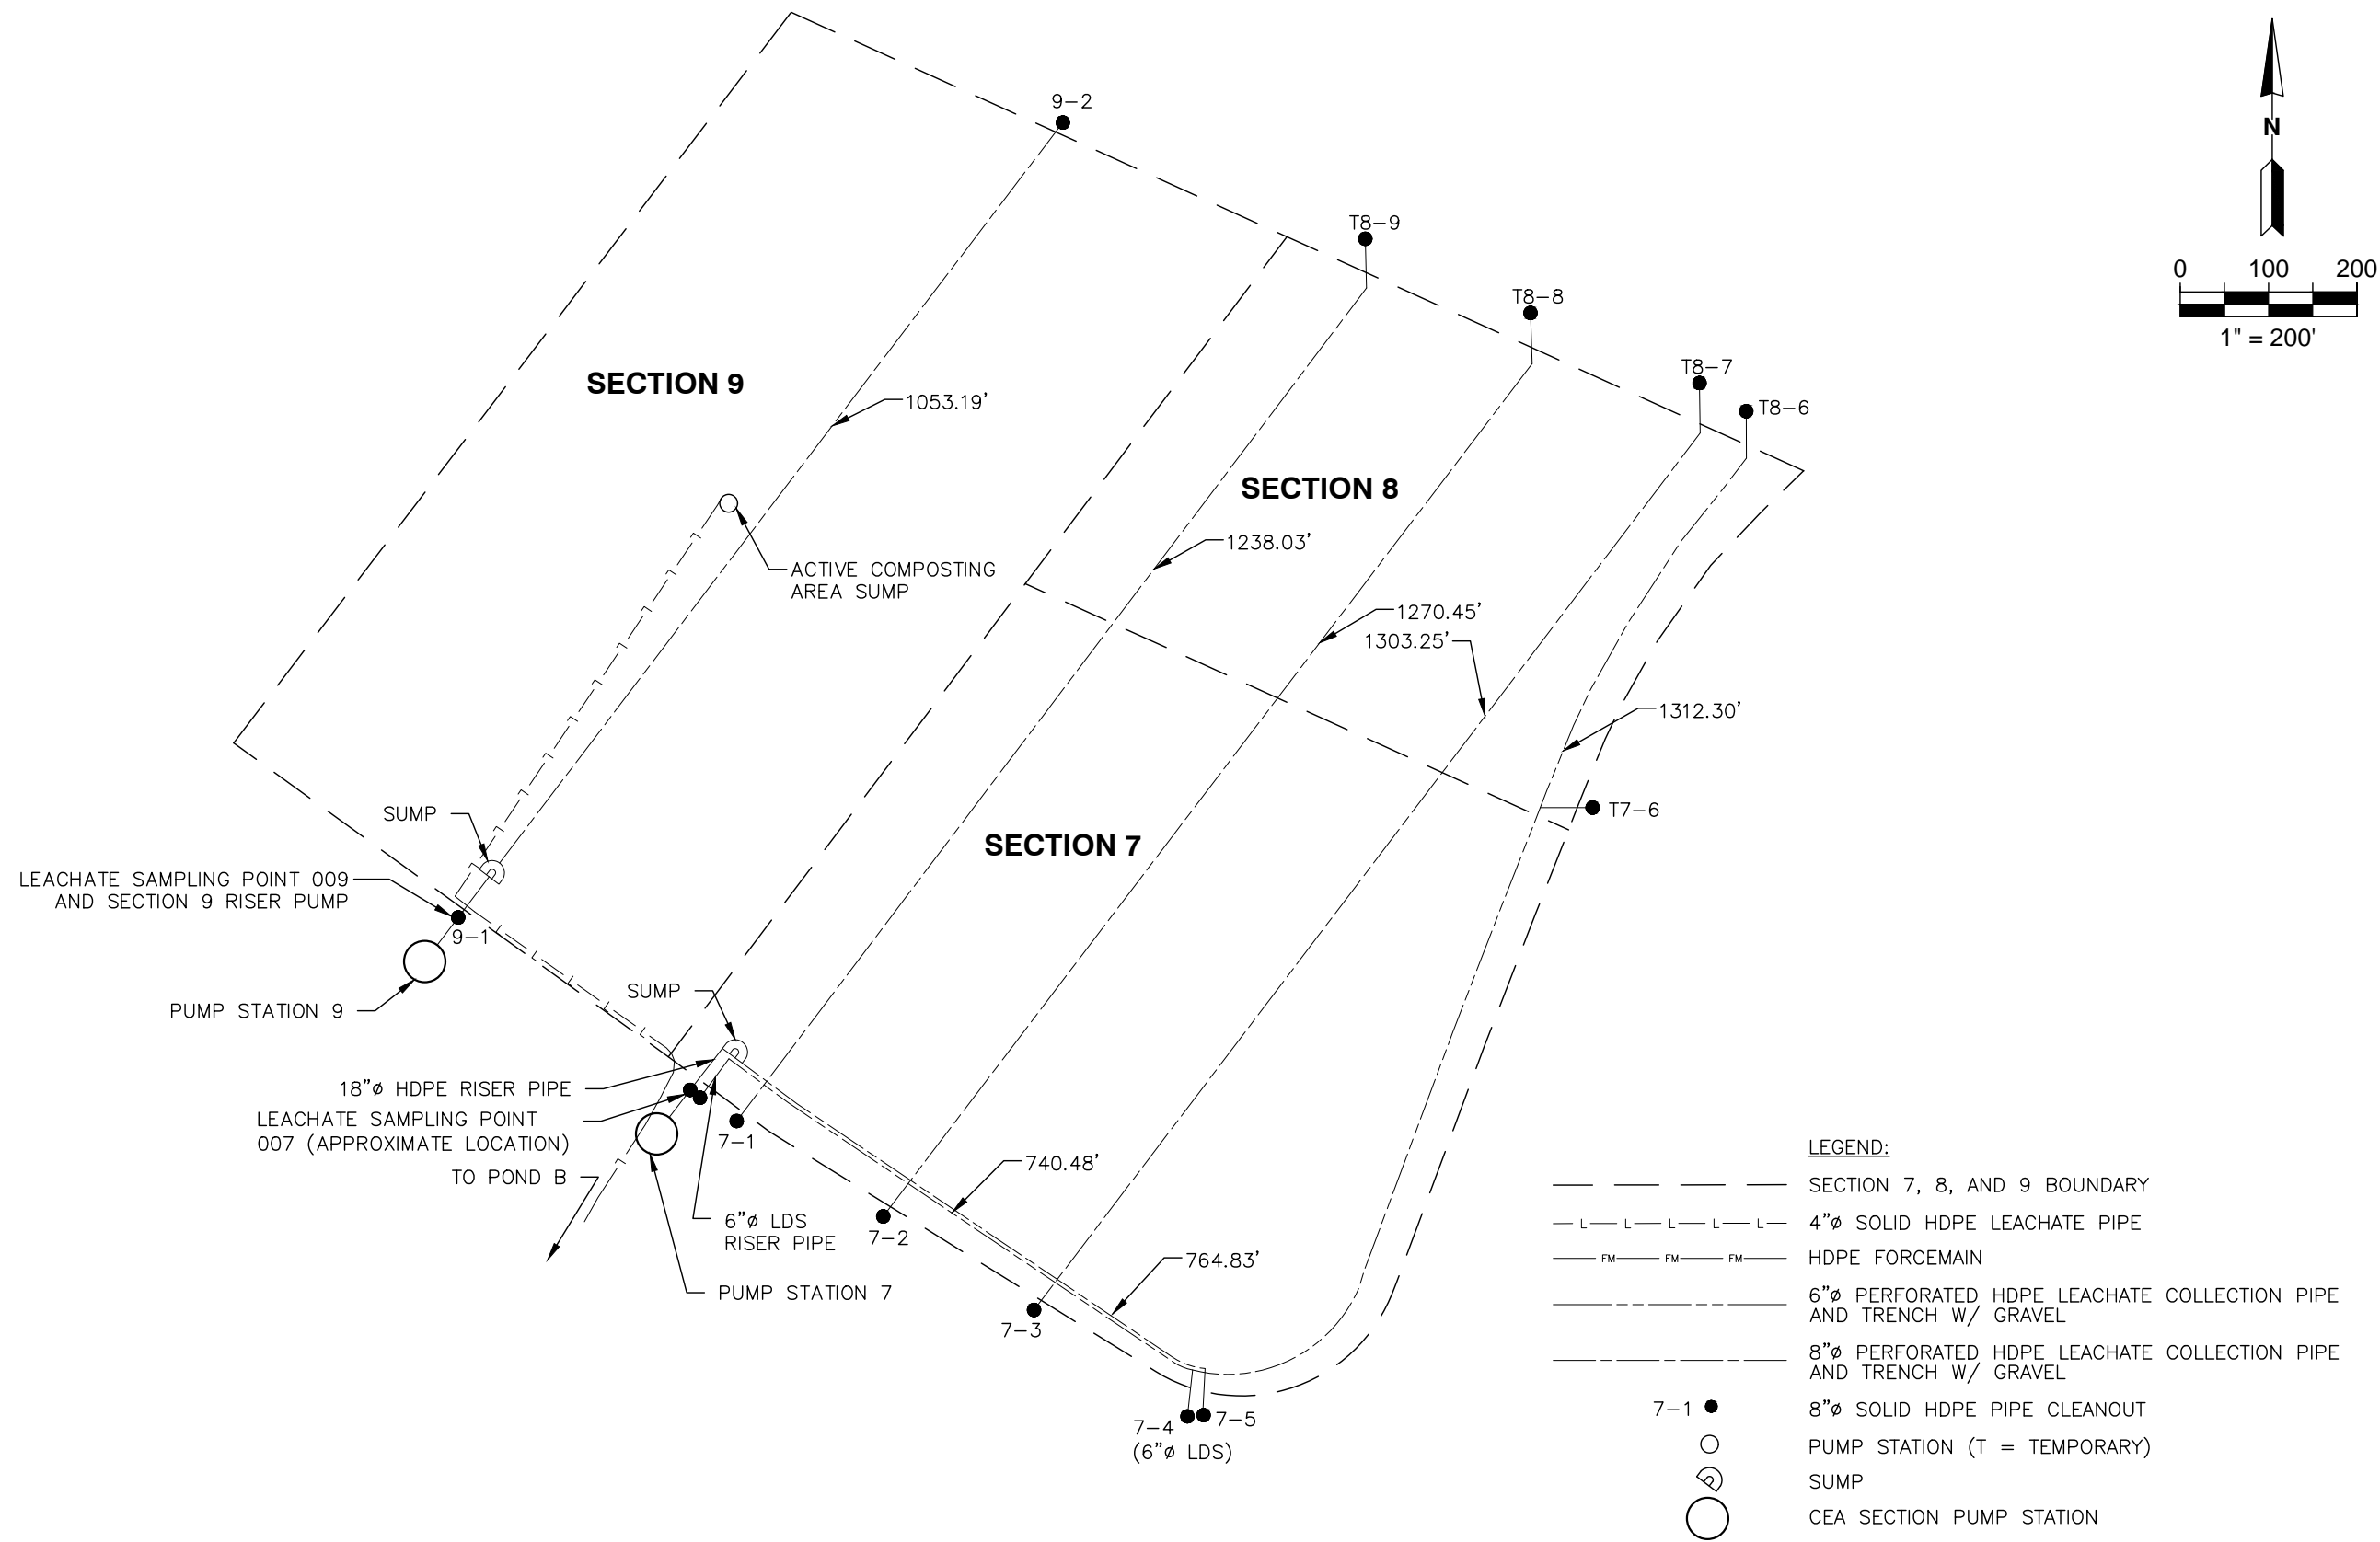 N
0 100 200
1" = 200'
9-2
T8-9
T8-8
T8-7
T8-6
SECTION 9
1053.19'
SECTION 8
1238.03'
ACTIVE COMPOSTING
AREA SUMP
1270.45'
1303.25'
1312.30'
T7-6
SUMP
SECTION 7
LEACHATE SAMPLING POINT 009
AND SECTION 9 RISER PUMP
9-1
PUMP STATION 9
SUMP
18"ø HDPE RISER PIPE
LEACHATE SAMPLING POINT
007 (APPROXIMATE LOCATION)
7-1
TO POND B
740.48'
6"ø LDS
RISER PIPE
7-2
764.83'
PUMP STATION 7
7-3
7-4
(6"ø LDS)
7-5
LEGEND:
SECTION 7, 8, AND 9 BOUNDARY
L L L L L 4"ø SOLID HDPE LEACHATE PIPE
FM FM FM HDPE FORCEMAIN
6"ø PERFORATED HDPE LEACHATE COLLECTION PIPE
AND TRENCH W/ GRAVEL
8"ø PERFORATED HDPE LEACHATE COLLECTION PIPE
AND TRENCH W/ GRAVEL
7-1 8"ø SOLID HDPE PIPE CLEANOUT
PUMP STATION (T = TEMPORARY)
SUMP
CEA SECTION PUMP STATION